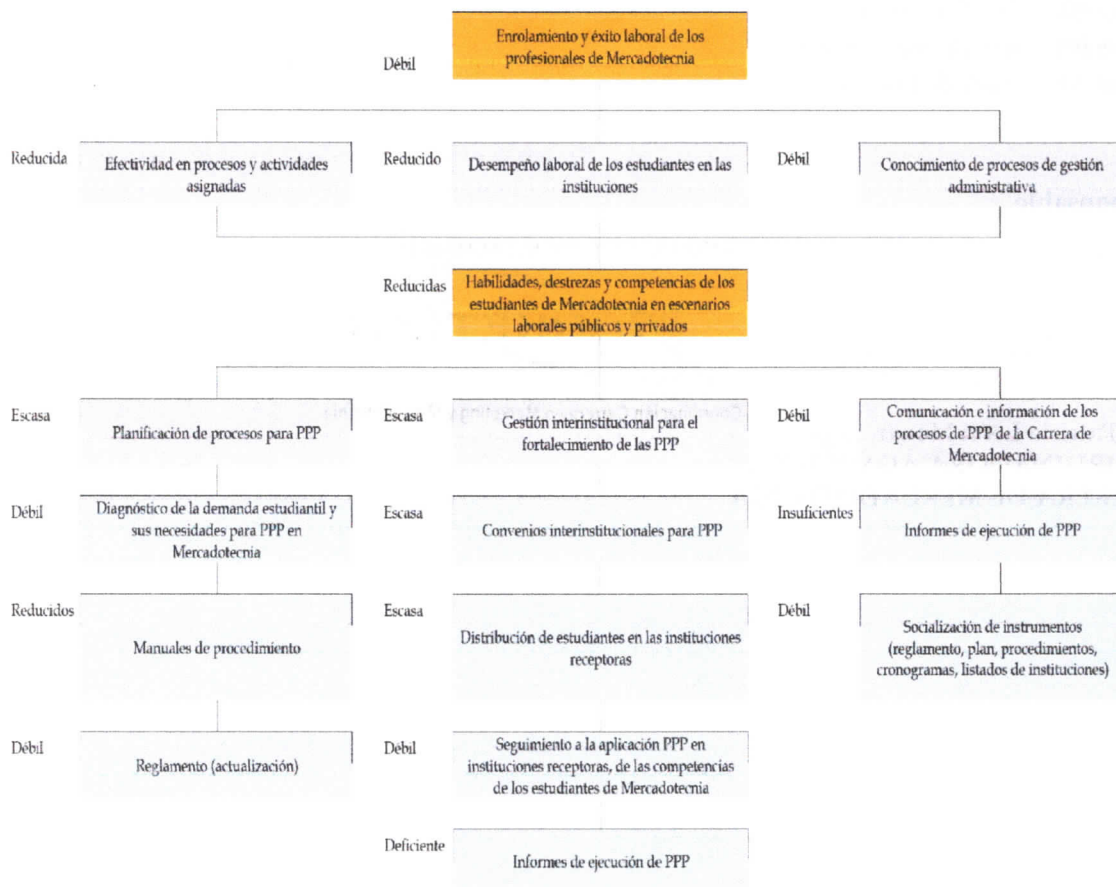 Débil
Enrolamiento y éxito laboral de los
profesionales de Mercadotecnia
Reducida
Efectividad en procesos y actividades
asignadas
Reducido
Desempeño laboral de los estudiantes en las
instituciones
Débil
Conocimiento de procesos de gestión
administrativa
Reducidas
Habilidades, destrezas y competencias de los
estudiantes de Mercadotecnia en escenarios
laborales públicos y privados
Escasa
Planificación de procesos para PPP
Escasa
Gestión interinstitucional para el
fortalecimiento de las PPP
Débil
Comunicación e información de los
procesos de PPP de la Carrera de
Mercadotecnia
Débil
Diagnóstico de la demanda estudiantil y
sus necesidades para PPP en
Mercadotecnia
Escasa
Convenios interinstitucionales para PPP
Insuficientes
Informes de ejecución de PPP
Reducidos
Manuales de procedimiento
Escasa
Distribución de estudiantes en las instituciones
receptoras
Débil
Socialización de instrumentos
(reglamento, plan, procedimientos,
cronogramas, listados de instituciones)
Débil
Reglamento (actualización)
Débil
Seguimiento a la aplicación PPP en
instituciones receptoras, de las competencias
de los estudiantes de Mercadotecnia
Deficiente
Informes de ejecución de PPP